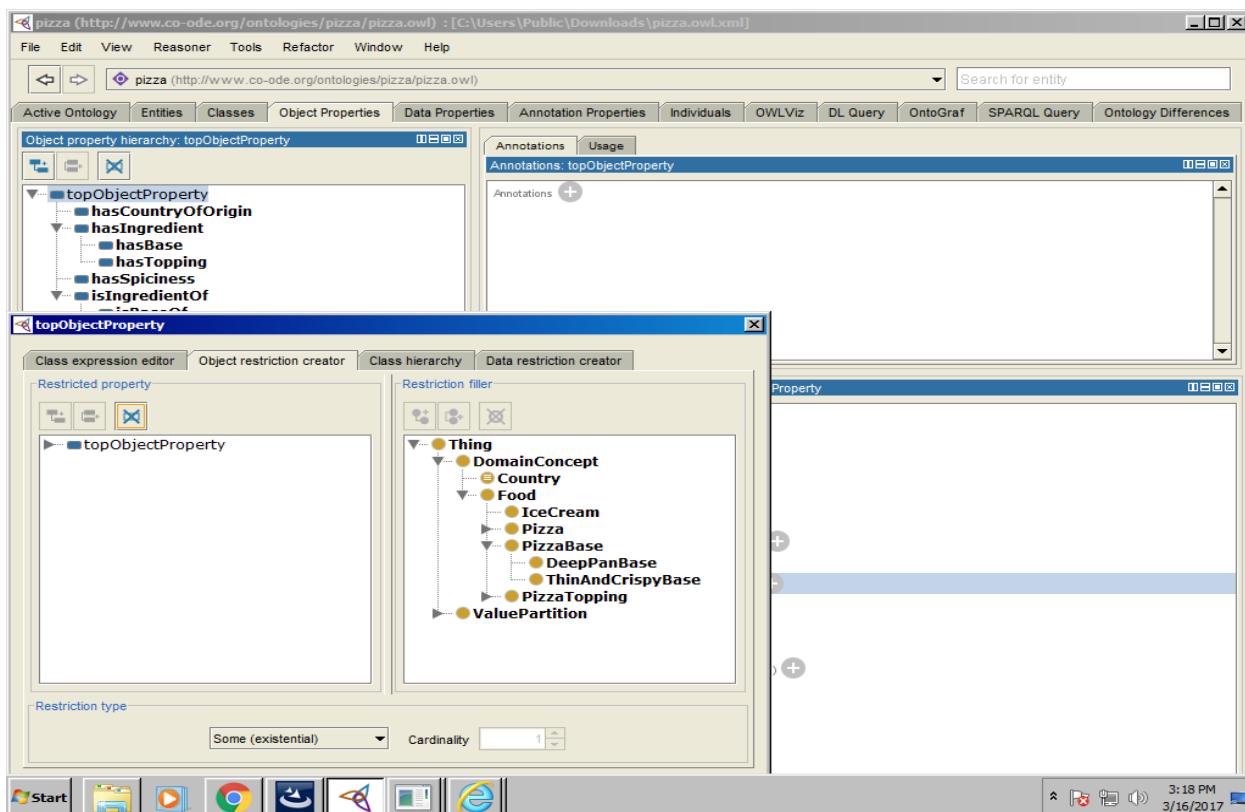 pizza (http://www.co-ode.org/ontologies/pizza/pizza.owl) : [C:\Users\Public\Downloads\pizza.owl.xml]
File Edit View Reasoner Tools Refactor Window Help
pizza (http://www.co-ode.org/ontologies/pizza/pizza.owl) Search for entity
Active Ontology Entities Classes Object Properties Data Properties Annotation Properties Individuals OWLViz DL Query OntoGraf SPARQL Query Ontology Differences
Object property hierarchy: topObjectProperty
Annotations Usage
Annotations: topObjectProperty
Annotations
topObjectProperty
hasCountryOfOrigin
hasIngredient
hasBase
hasTopping
hasSpiciness
isIngredientOf
isBaseOf
topObjectProperty
Class expression editor Object restriction creator Class hierarchy Data restriction creator
Restricted property
topObjectProperty
Restriction filler
Thing
DomainConcept
Country
Food
IceCream
Pizza
PizzaBase
DeepPanBase
ThinAndCrispyBase
PizzaTopping
ValuePartition
Property
)
Restriction type
Some (existential) Cardinality 1
Start
3:18 PM
3/16/2017